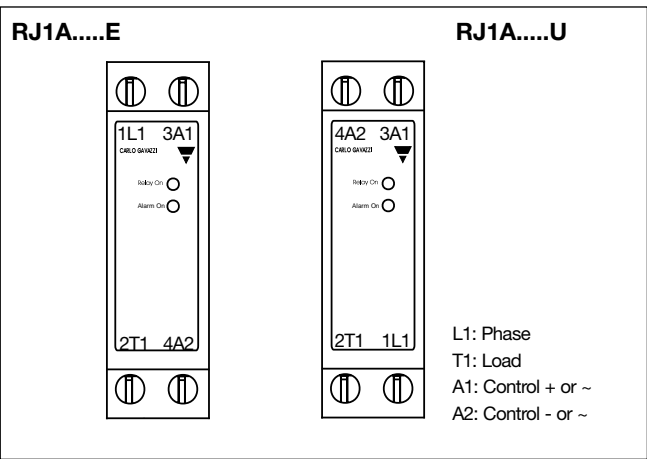 RJ1A.....E RJ1A.....U
1L1 3A1
CARLO GAVAZZI
Relay On
Alarm On
2T1 4A2
4A2 3A1
CARLO GAVAZZI
Relay On
Alarm On
2T1 1L1
L1: Phase
T1: Load
A1: Control + or ~
A2: Control - or ~